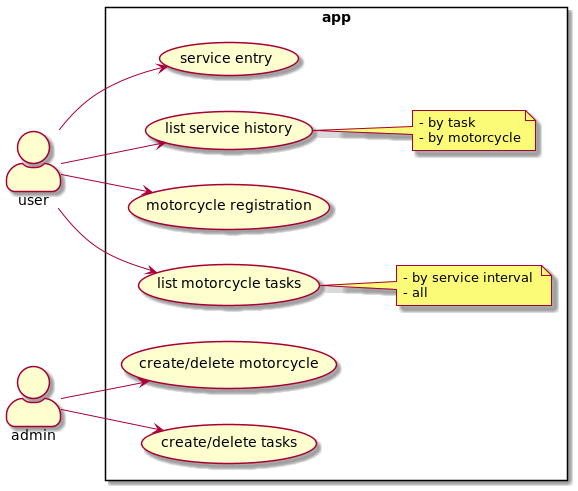 app
service entry
list service history
- by task
- by motorcycle
user
motorcycle registration
list motorcycle tasks
- by service interval
- all
create/delete motorcycle
admin
create/delete tasks